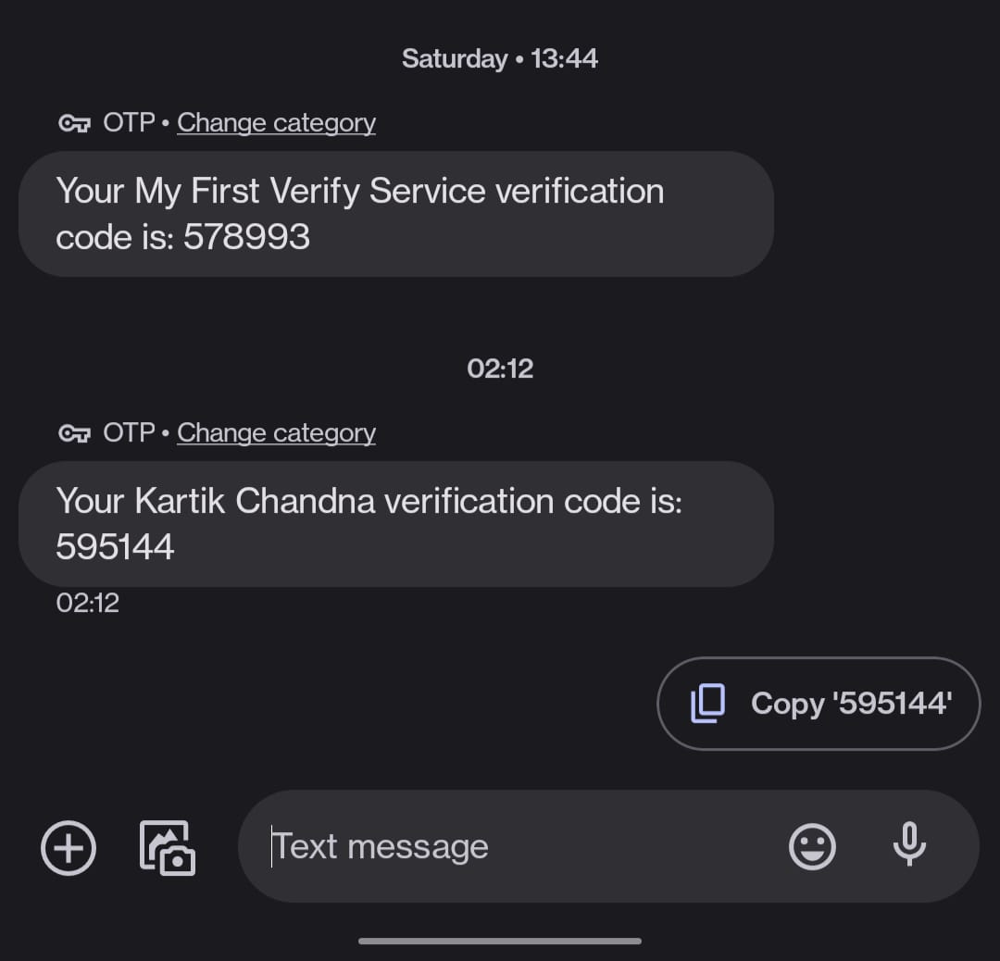 Saturday • 13:44
OTP • Change category
Your My First Verify Service verification
code is: 578993
02:12
OTP • Change category
Your Kartik Chandna verification code is:
595144
02:12
Copy '595144'
Text message